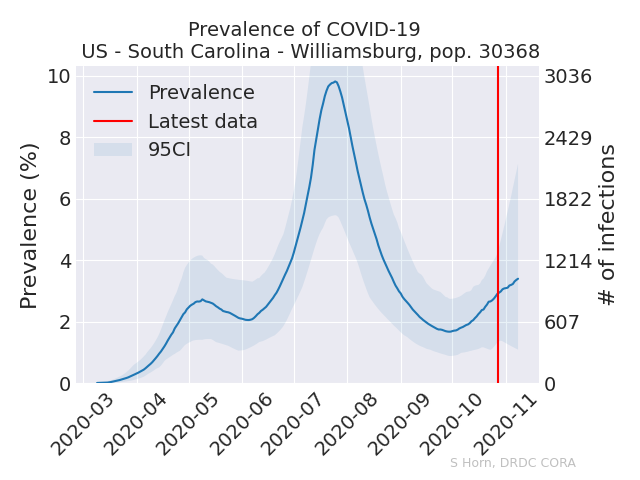 Prevalence of COVID-19
US - South Carolina - Williamsburg, pop. 30368
Prevalence
Latest data
95CI
Prevalence (%)
10
8
6
4
2
0
3036
2429
1822
1214
607
0
# of infections
2020-03
2020-04
2020-05
2020-06
2020-07
2020-08
2020-09
2020-10
2020-11
S Horn, DRDC CORA